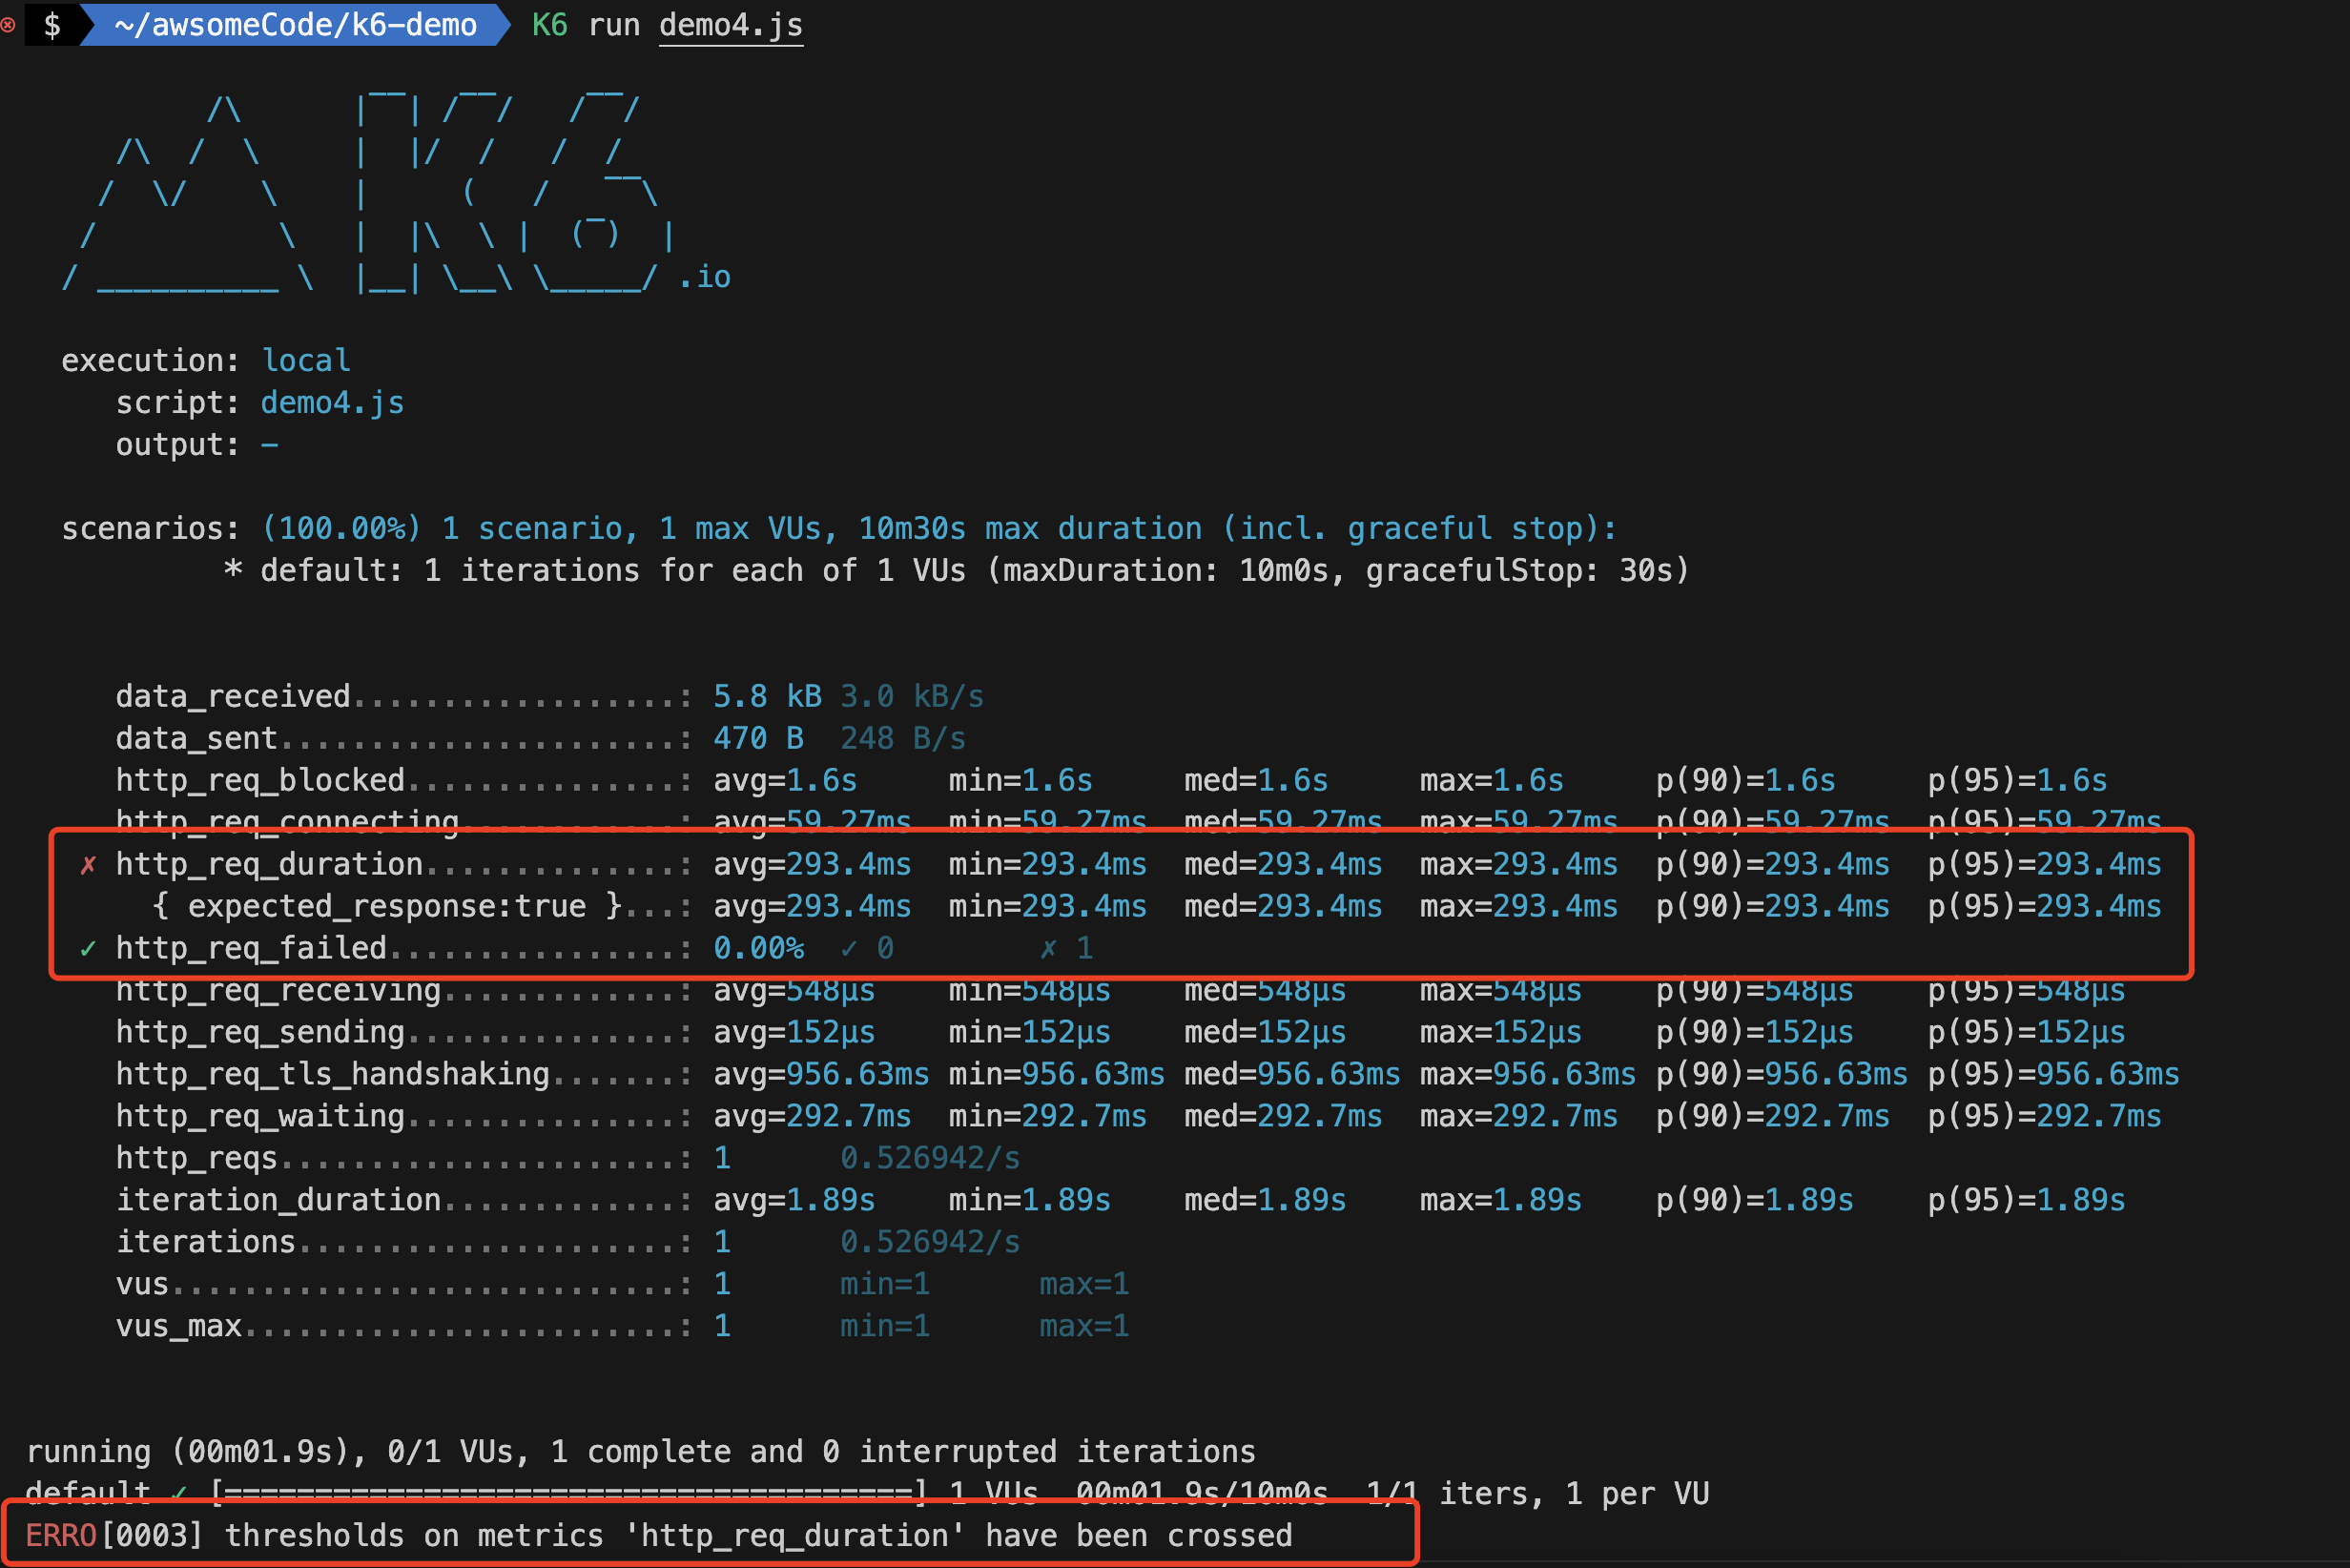 $ ~/awsomeCode/k6-demo K6 run demo4.js
.io
execution: local
script: demo4.js
output: -
scenarios: (100.00%) 1 scenario, 1 max VUs, 10m30s max duration (incl. graceful stop):
* default: 1 iterations for each of 1 VUs (maxDuration: 10m0s, gracefulStop: 30s)
data_received..................: 5.8 kB 3.0 kB/s
data_sent......................: 470 B 248 B/s
http_req_blocked...............: avg=1.6s min=1.6s med=1.6s max=1.6s p(90)=1.6s p(95)=1.6s
http_req_connecting............: avg=59.27ms min=59.27ms med=59.27ms max=59.27ms p(90)=59.27ms p(95)=59.27ms
✗ http_req_duration..............: avg=293.4ms min=293.4ms med=293.4ms max=293.4ms p(90)=293.4ms p(95)=293.4ms
{ expected_response:true }...: avg=293.4ms min=293.4ms med=293.4ms max=293.4ms p(90)=293.4ms p(95)=293.4ms
✓ http_req_failed................: 0.00% ✓ 0 ✗ 1
http_req_receiving.............: avg=548µs min=548µs med=548µs max=548µs p(90)=548µs p(95)=548µs
http_req_sending...............: avg=152µs min=152µs med=152µs max=152µs p(90)=152µs p(95)=152µs
http_req_tls_handshaking.......: avg=956.63ms min=956.63ms med=956.63ms max=956.63ms p(90)=956.63ms p(95)=956.63ms
http_req_waiting...............: avg=292.7ms min=292.7ms med=292.7ms max=292.7ms p(90)=292.7ms p(95)=292.7ms
http_reqs......................: 1 0.526942/s
iteration_duration.............: avg=1.89s min=1.89s med=1.89s max=1.89s p(90)=1.89s p(95)=1.89s
iterations.....................: 1 0.526942/s
vus............................: 1 min=1 max=1
vus_max........................: 1 min=1 max=1
running (00m01.9s), 0/1 VUs, 1 complete and 0 interrupted iterations
default ✓ [======================================] 1 VUs 00m01.9s/10m0s 1/1 iters, 1 per VU
ERRO[0003] thresholds on metrics 'http_req_duration' have been crossed